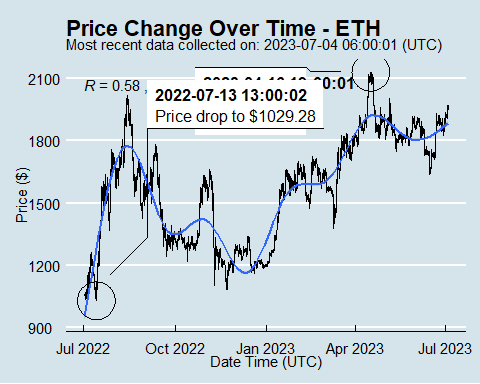 Price Change Over Time - ETH
Most recent data collected on: 2023-07-04 06:00:01 (UTC)
R = 0.58 ,
2022-07-13 13:00:02
Price drop to $1029.28
Price ($)
2100
1800
1500
1200
900
Jul 2022
Oct 2022
Jan 2023
Apr 2023
Jul 2023
Date Time (UTC)